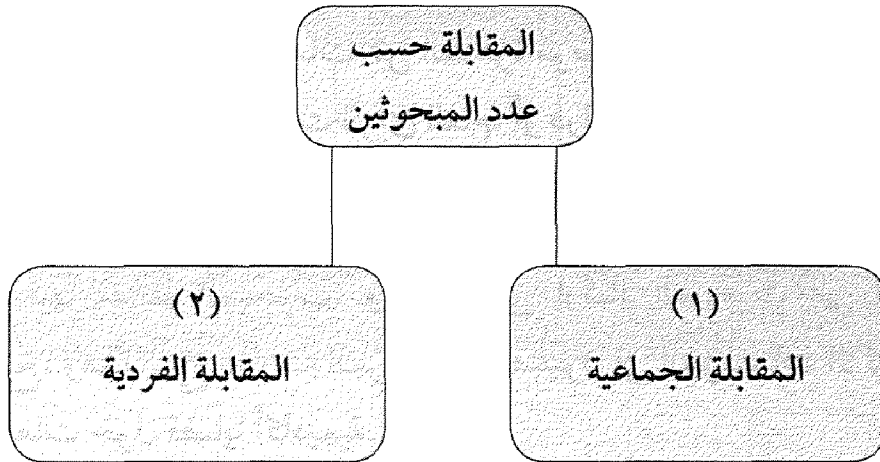 المقابلة حسب
عدد المبحوثين
(١)
المقابلة الجماعية
(٢)
المقابلة الفردية